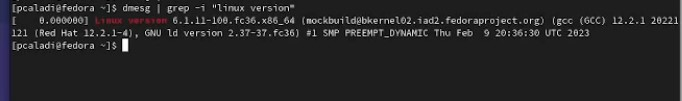 [pcaladi@fedora ~]$ dmesg | grep -i "linux version"
[    0.000000] Linux version 6.1.11-100.fc36.x86_64 (mockbuild@bkernel02.iad2.fedoraproject.org) (gcc (GCC) 12.2.1 20221
121 (Red Hat 12.2.1-4), GNU ld version 2.37-37.fc36) #1 SMP PREEMPT_DYNAMIC Thu Feb  9 20:36:30 UTC 2023
[pcaladi@fedora ~]$